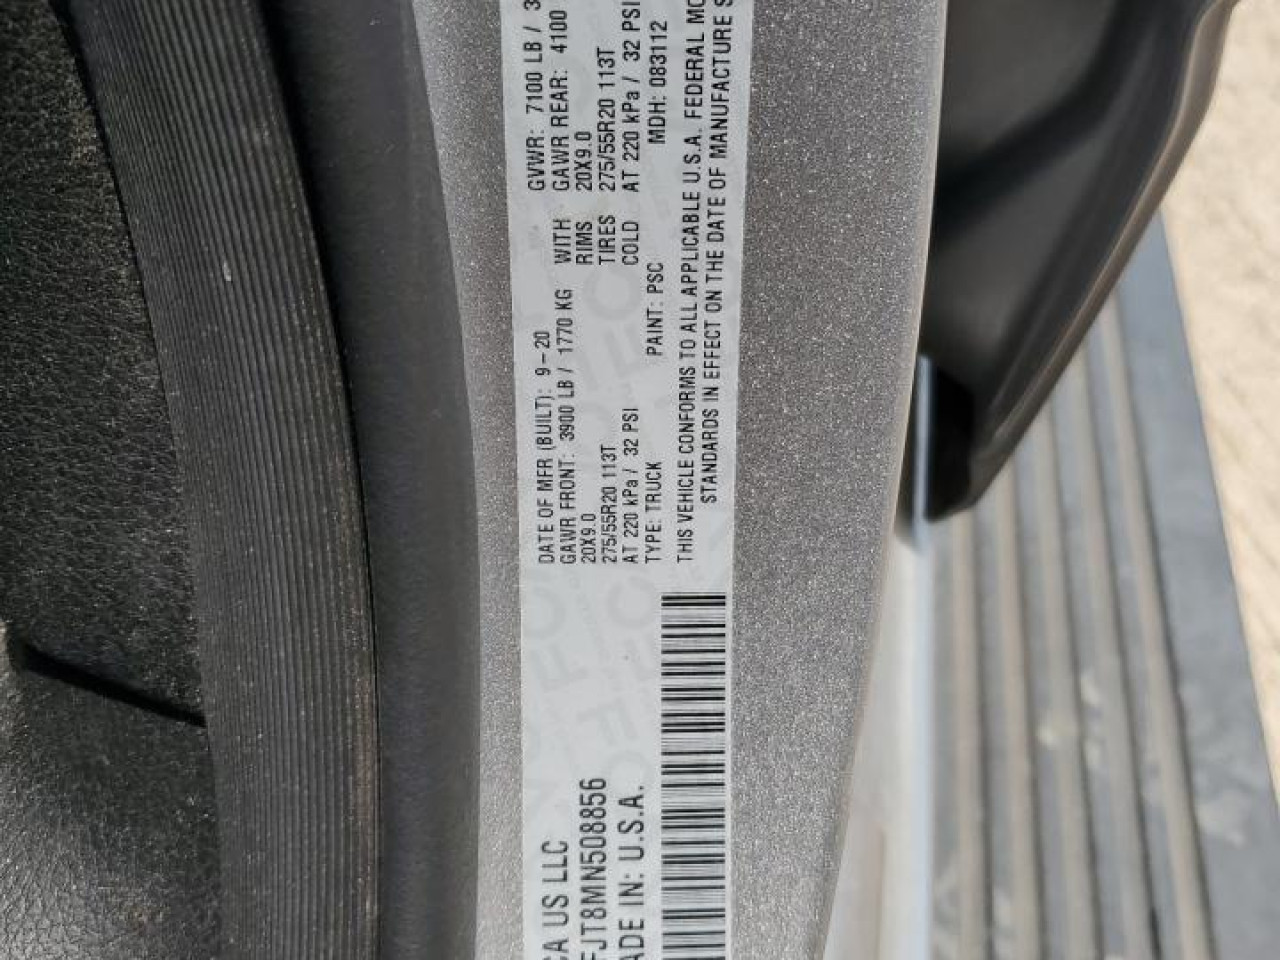 CA US LLC
FJT8MN508856
ADE IN: U.S.A.
DATE OF MFR (BUILT): 9-20 GVWR: 7100 LB / 3
GAWR FRONT: 3900 LB / 1770 KG WITH GAWR REAR: 4100
20X9.0 RIMS 20X9.0
275/55R20 113T TIRES 275/55R20 113T
AT 220 kPa / 32 PSI COLD AT 220 kPa / 32 PSI
TYPE: TRUCK PAINT: PSC MDH: 083112
THIS VEHICLE CONFORMS TO ALL APPLICABLE U.S.A. FEDERAL MO
STANDARDS IN EFFECT ON THE DATE OF MANUFACTURE S